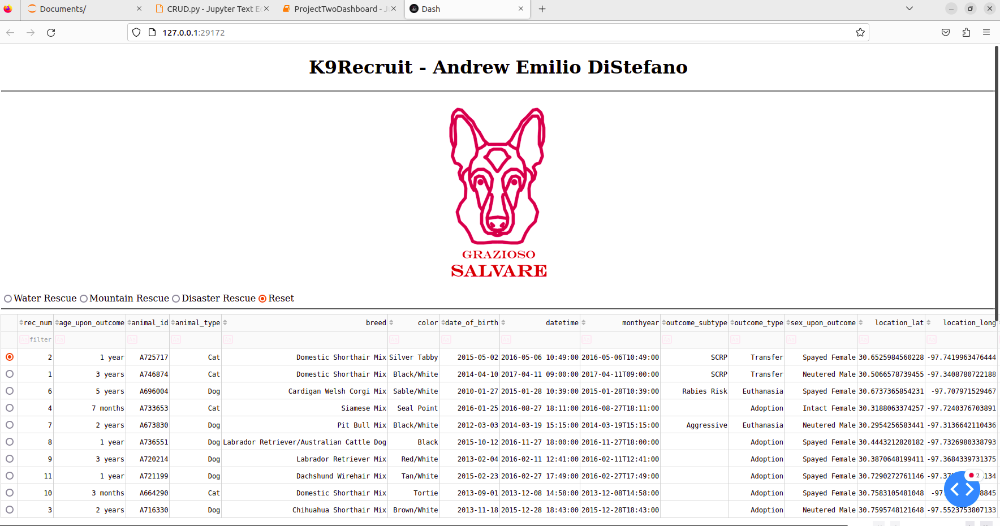 Documents/ CRUD.py - Jupyter Text Ed ProjectTwoDashboard - Dash
127.0.0.1:29172
K9Recruit - Andrew Emilio DiStefano
GRAZIOSO
SALVARE
Water Rescue Mountain Rescue Disaster Rescue Reset
rec_num age_upon_outcome animal_id animal_type breed color date_of_birth datetime monthyear outcome_subtype outcome_type sex_upon_outcome location_lat location_long
filter
2 1 year A725717 Cat Domestic Shorthair Mix Silver Tabby 2015-05-02 2016-05-06 10:49:00 2016-05-06T10:49:00 SCRP Transfer Spayed Female 30.6525984560228 -97.7419963476444
1 3 years A746874 Cat Domestic Shorthair Mix Black/White 2014-04-10 2017-04-11 09:00:00 2017-04-11T09:00:00 SCRP Transfer Neutered Male 30.5066578739455 -97.3408780722188
6 5 years A696004 Dog Cardigan Welsh Corgi Mix Sable/White 2010-01-27 2015-01-28 10:39:00 2015-01-28T10:39:00 Rabies Risk Euthanasia Spayed Female 30.6737365854231 -97.707971529467
4 7 months A733653 Cat Siamese Mix Seal Point 2016-01-25 2016-08-27 18:11:00 2016-08-27T18:11:00 Adoption Intact Female 30.3188063374257 -97.7240376703891
7 2 years A673830 Dog Pit Bull Mix Black/White 2012-03-03 2014-03-19 15:15:00 2014-03-19T15:15:00 Aggressive Euthanasia Neutered Male 30.2954256583441 -97.3136642110436
8 1 year A736551 Dog Labrador Retriever/Australian Cattle Dog Black 2015-10-12 2016-11-27 18:00:00 2016-11-27T18:00:00 Adoption Spayed Female 30.4443212820182 -97.7326980338793
9 3 years A720214 Dog Labrador Retriever Mix Red/White 2013-02-04 2016-02-11 12:41:00 2016-02-11T12:41:00 Adoption Spayed Female 30.3870648199411 -97.3684339731375
11 1 year A721199 Dog Dachshund Wirehair Mix Tan/White 2015-02-23 2016-02-27 17:49:00 2016-02-27T17:49:00 Adoption Spayed Female 30.7290272761146 2
10 3 months A664290 Cat Domestic Shorthair Mix Tortie 2013-09-01 2013-12-08 14:58:00 2013-12-08T14:58:00 Adoption Spayed Female 30.7583105481048
3 2 years A716330 Dog Chihuahua Shorthair Mix Brown/White 2013-11-18 2015-12-28 18:43:00 2015-12-28T18:43:00 Adoption Neutered Male 30.7595748121648 -97.5523753807133